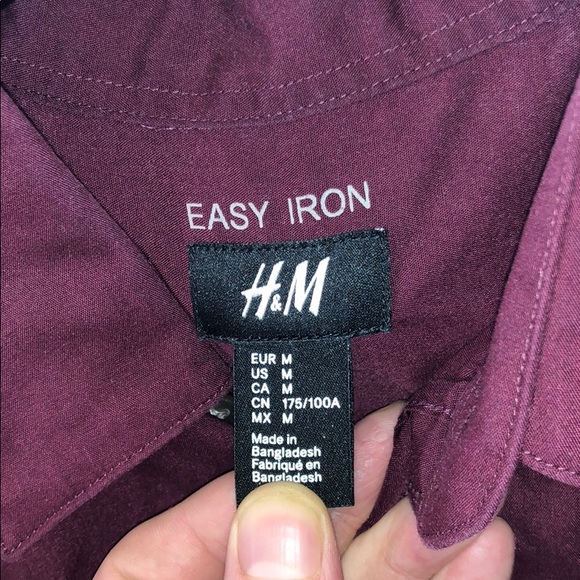 EASY IRON
H&M
EUR M
US M
CA M
CN 175/100A
MX M
Made in
Bangladesh
Fabriqué en
Bangladesh